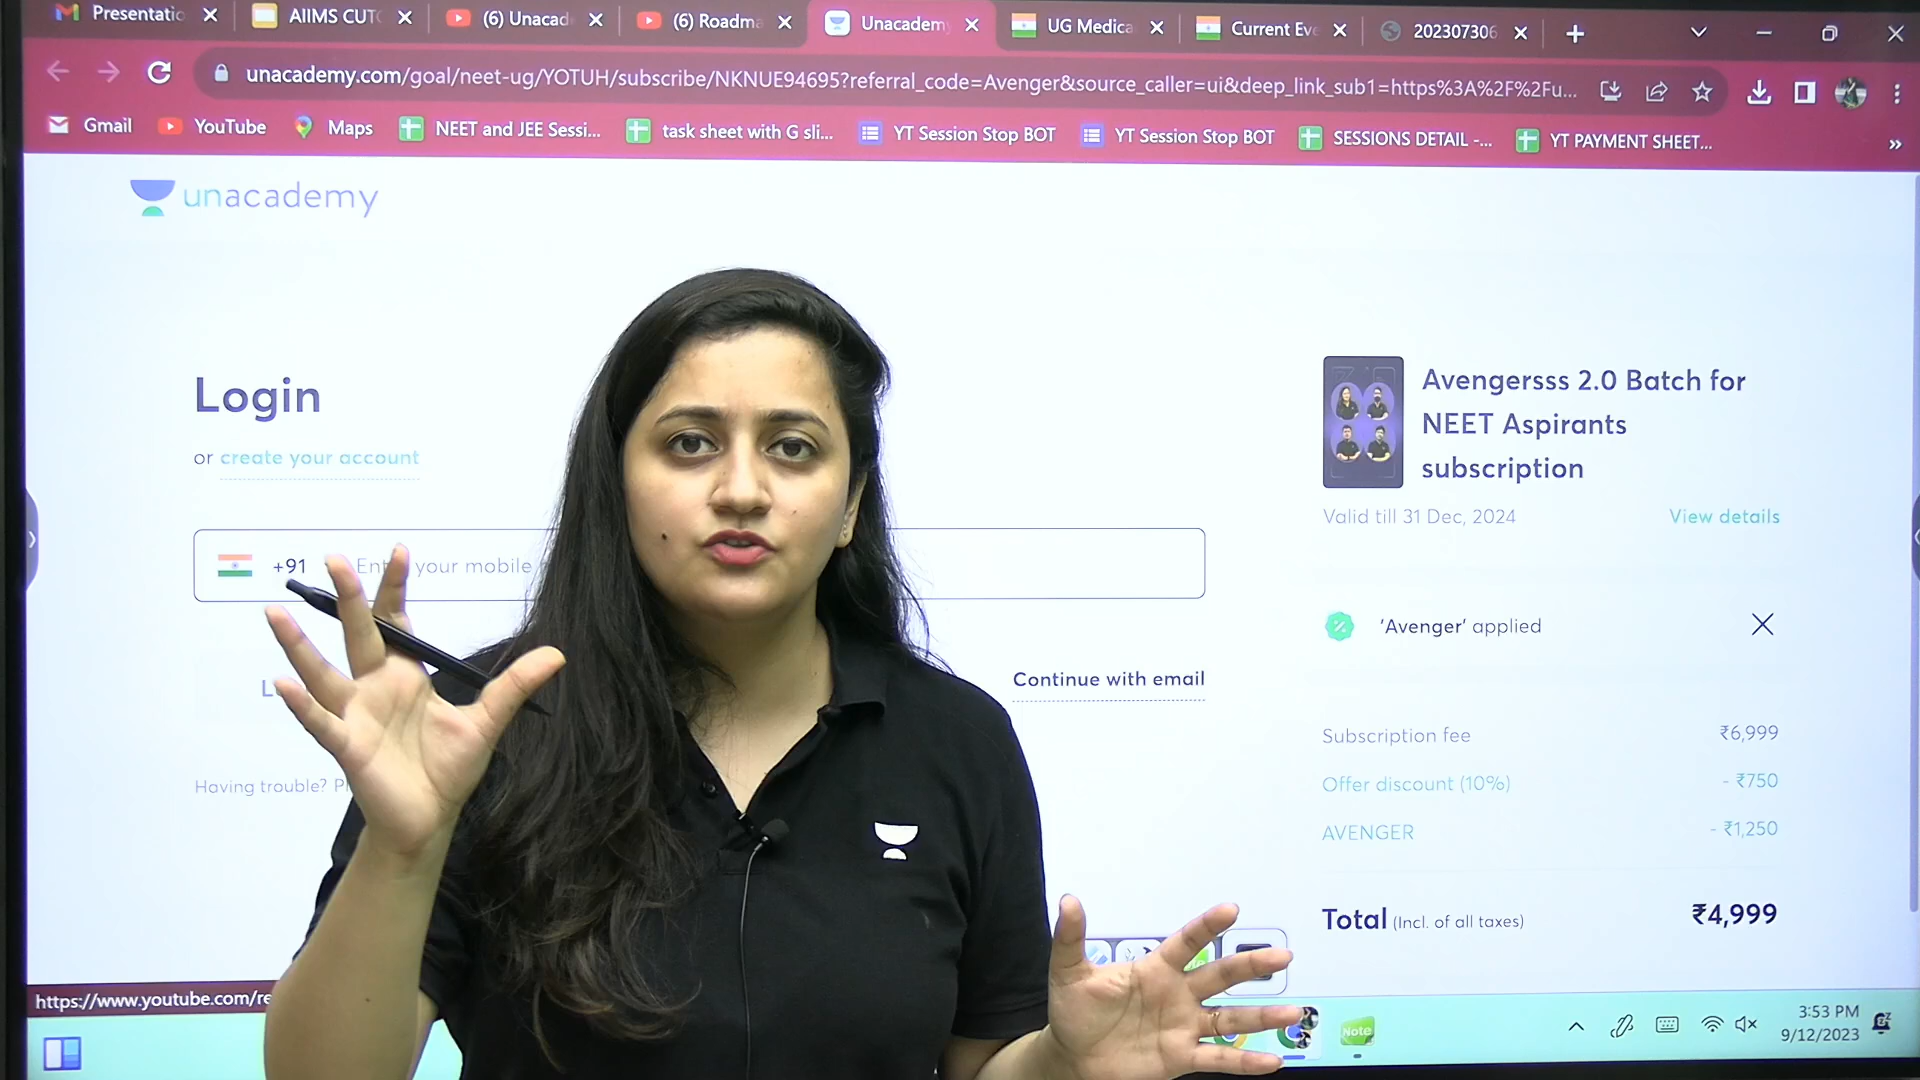 Presentatio
AIIMS CUTO
(6) Unacad
(6) Roadma
Unacademy
UG Medica
Current Eve
202307306
unacademy.com/goal/neet-ug/YOTUH/subscribe/NKNUE94695?referral_code=Avenger&source_caller=ui&deep_link_sub1=https%3A%2F%2Fu...
Gmail
YouTube
Maps
NEET and JEE Sessi...
task sheet with G sli...
YT Session Stop BOT
YT Session Stop BOT
SESSIONS DETAIL -...
YT PAYMENT SHEET...
unacademy
Login
or create your account
+91
your mobile
Continue with email
Having trouble?
Avengersss 2.0 Batch for
NEET Aspirants
subscription
Valid till 31 Dec, 2024
View details
'Avenger' applied
Subscription fee ₹6,999
Offer discount (10%) - ₹750
AVENGER - ₹1,250
Total (Incl. of all taxes) ₹4,999
https://www.youtube.com/re
Note
3:53 PM
9/12/2023